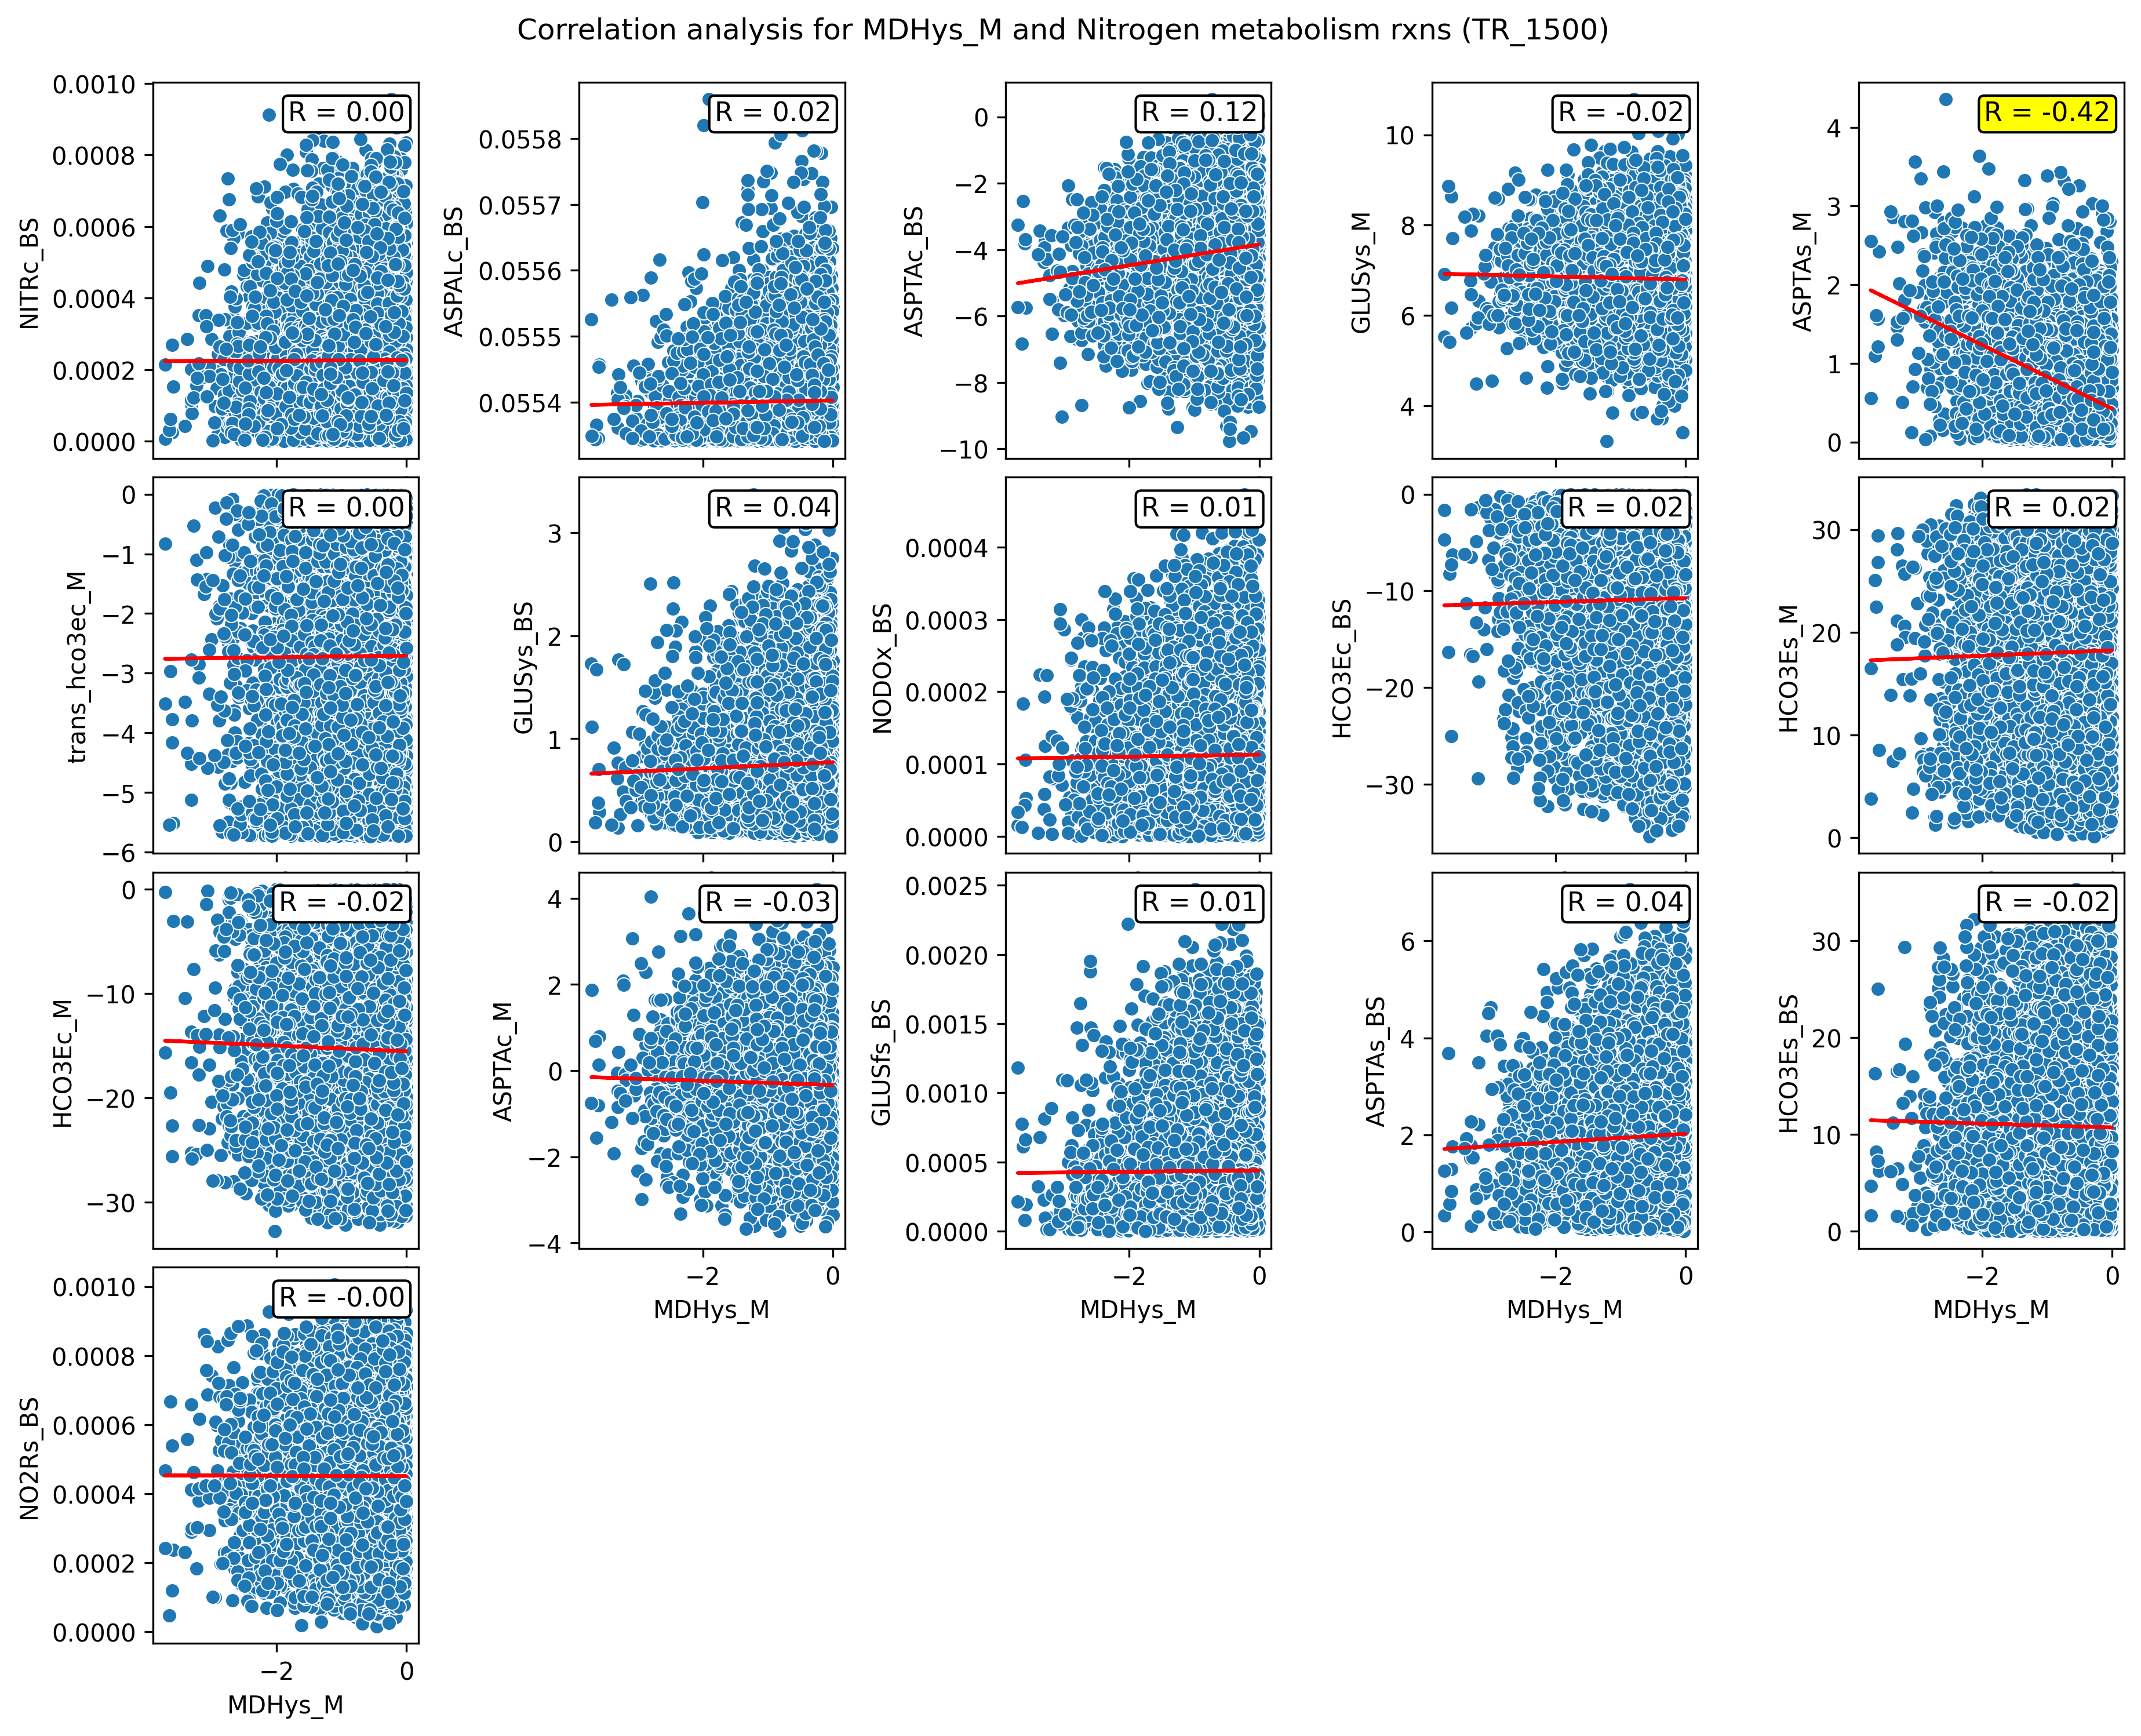 Correlation analysis for MDHys_M and Nitrogen metabolism rxns (TR_1500)
NITRc_BS
0.0010
0.0008
0.0006
0.0004
0.0002
0.0000
R = 0.00
ASPALc_BS
0.0558
0.0557
0.0556
0.0555
0.0554
R = 0.02
ASPTAc_BS
0
−2
−4
−6
−8
−10
R = 0.12
GLUSys_M
10
8
6
4
R = -0.02
ASPTAs_M
4
3
2
1
0
R = -0.42
trans_hco3ec_M
0
−1
−2
−3
−4
−5
−6
R = 0.00
GLUSys_BS
3
2
1
0
R = 0.04
NODOx_BS
0.0004
0.0003
0.0002
0.0001
0.0000
R = 0.01
HCO3Ec_BS
0
−10
−20
−30
R = 0.02
HCO3Es_M
30
20
10
0
R = 0.02
HCO3Ec_M
0
−10
−20
−30
R = -0.02
ASPTAc_M
4
2
0
−2
−4
R = -0.03
−2
0
MDHys_M
GLUSfs_BS
0.0025
0.0020
0.0015
0.0010
0.0005
0.0000
R = 0.01
−2
0
MDHys_M
ASPTAs_BS
6
4
2
0
R = 0.04
−2
0
MDHys_M
HCO3Es_BS
30
20
10
0
R = -0.02
−2
0
MDHys_M
NO2Rs_BS
0.0010
0.0008
0.0006
0.0004
0.0002
0.0000
R = -0.00
−2
0
MDHys_M